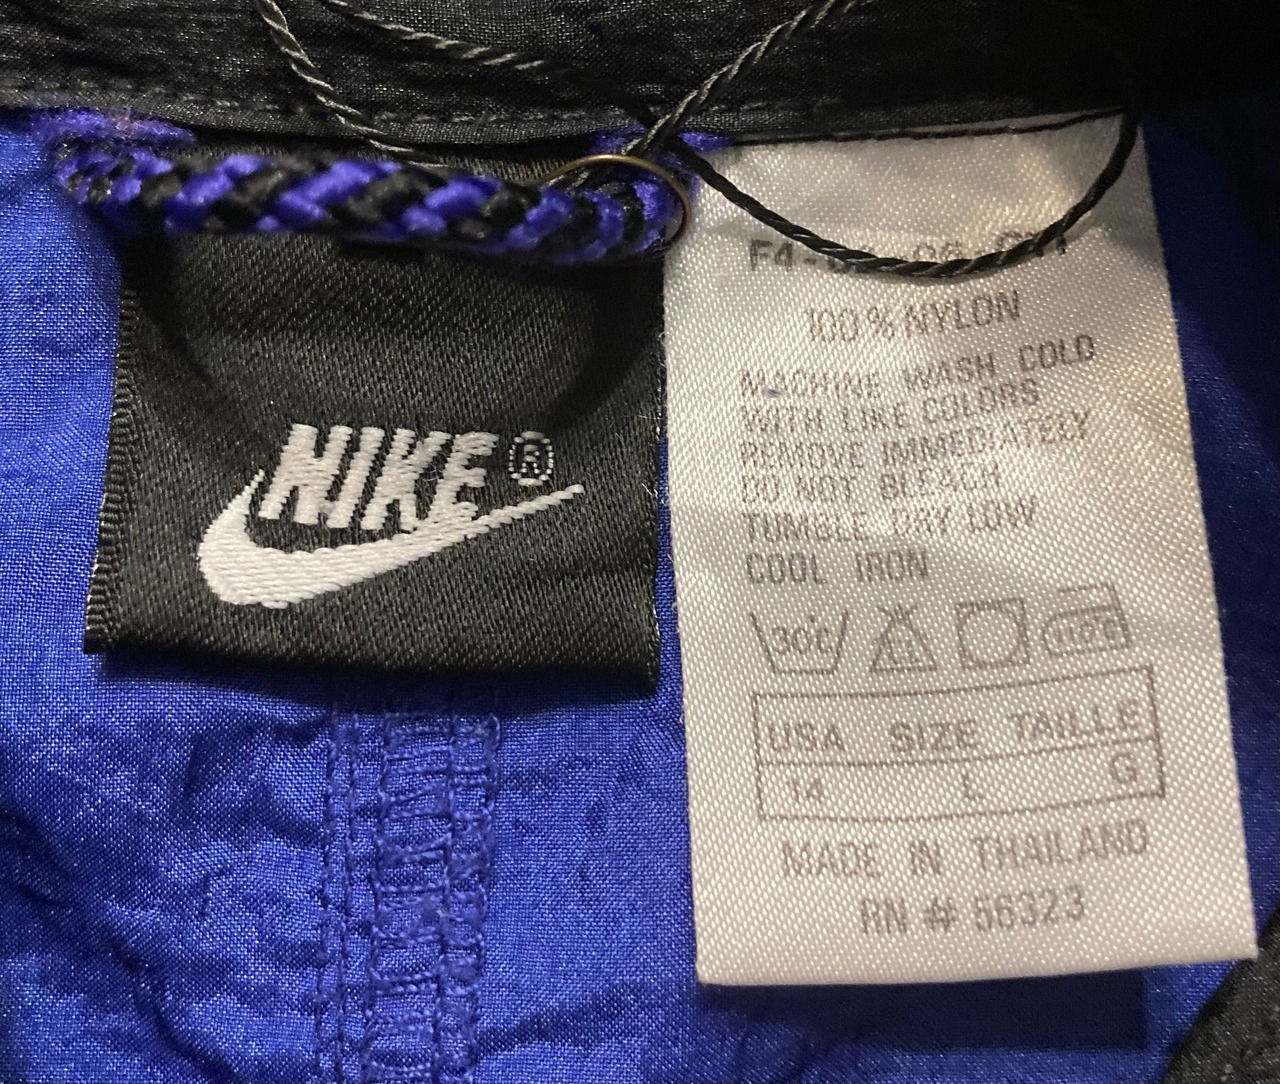 NIKE®
100% NYLON
MACHINE WASH COLD
WITH LIKE COLORS
REMOVE IMMEDIATELY
DO NOT BLEACH
TUMBLE DRY LOW
COOL IRON
30°C
USA SIZE TAILLE
14 L G
MADE IN THAILAND
RN # 56323